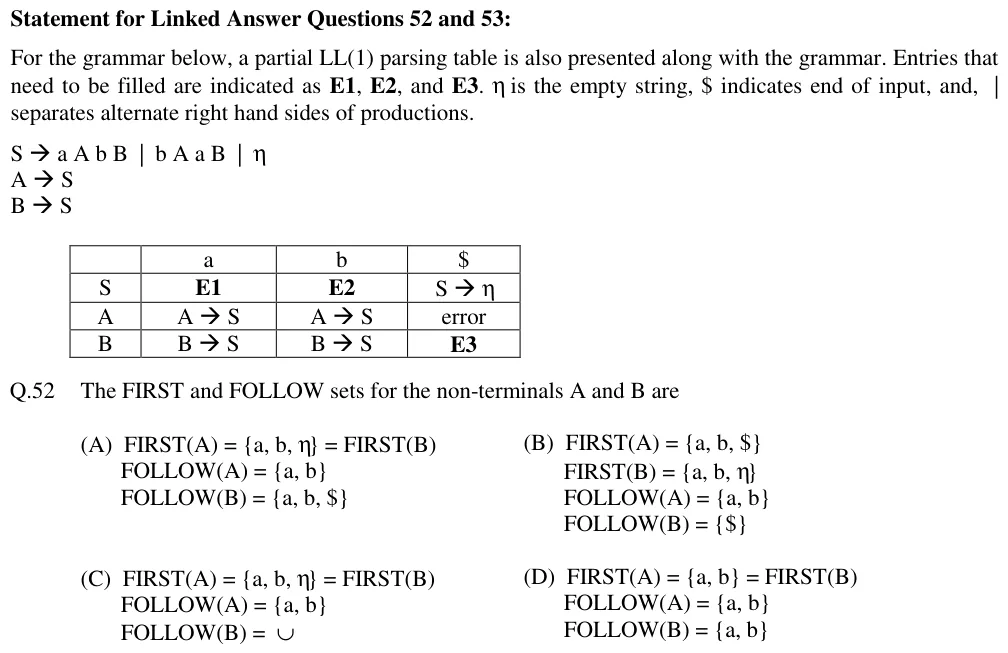 Statement for Linked Answer Questions 52 and 53:
For the grammar below, a partial LL(1) parsing table is also presented along with the grammar. Entries that
need to be filled are indicated as E1, E2, and E3. η is the empty string, $ indicates end of input, and, |
separates alternate right hand sides of productions.
S → a A b B | b A a B | η
A → S
B → S
a b $
S E1 E2 S → η
A A → S A → S error
B B → S B → S E3
Q.52 The FIRST and FOLLOW sets for the non-terminals A and B are
(A) FIRST(A) = {a, b, η} = FIRST(B)
FOLLOW(A) = {a, b}
FOLLOW(B) = {a, b, $}
(B) FIRST(A) = {a, b, $}
FIRST(B) = {a, b, η}
FOLLOW(A) = {a, b}
FOLLOW(B) = {$}
(C) FIRST(A) = {a, b, η} = FIRST(B)
FOLLOW(A) = {a, b}
FOLLOW(B) = ∪
(D) FIRST(A) = {a, b} = FIRST(B)
FOLLOW(A) = {a, b}
FOLLOW(B) = {a, b}